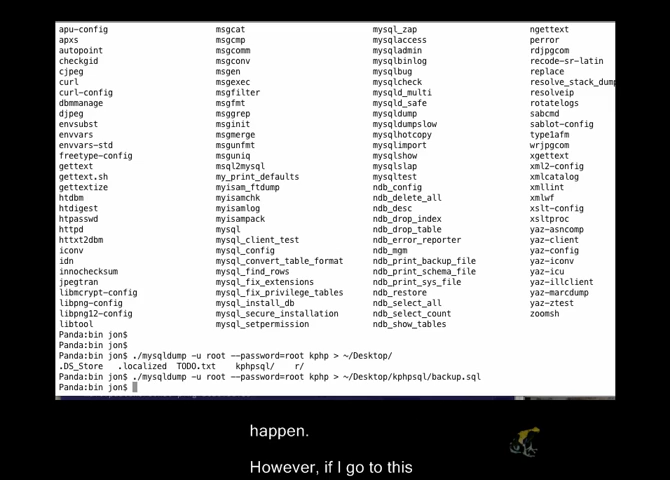 apu-config msgcat mysql_zap ngettext
apxs msgcmp mysqlaccess perror
autopoint msgcomm mysqladmin rdjpgcom
checkgid msgconv mysqlbinlog recode-sr-latin
cjpeg msgen mysqlbug replace
curl msgexec mysqlcheck resolve_stack_dump
curl-config msgfilter mysqld_multi resolveip
dbmmanage msgfmt mysqld_safe rotatelogs
djpeg msggrep mysqldump sabcmd
envsubst msginit mysqldumpslow sablot-config
envvars msgmerge mysqlhotcopy type1afm
envvars-std msgunfmt mysqlimport wrjpgcom
freetype-config msguniq mysqlshow xgettext
gettext msql2mysql mysqlslap xml2-config
gettext.sh my_print_defaults mysqltest xmlcatalog
gettextize myisam_ftdump ndb_config xmllint
htdbm myisamchk ndb_delete_all xmlwf
htdigest myisamlog ndb_desc xslt-config
htpasswd myisampack ndb_drop_index xsltproc
httpd mysql ndb_drop_table yaz-asncomp
httxt2dbm mysql_client_test ndb_error_reporter yaz-client
iconv mysql_config ndb_mgm yaz-config
idn mysql_convert_table_format ndb_print_backup_file yaz-iconv
innochecksum mysql_find_rows ndb_print_schema_file yaz-icu
jpegtran mysql_fix_extensions ndb_print_sys_file yaz-illclient
libmcrypt-config mysql_fix_privilege_tables ndb_restore yaz-marcdump
libpng-config mysql_install_db ndb_select_all yaz-ztest
libpng12-config mysql_secure_installation ndb_select_count zoomsh
libtool mysql_setpermission ndb_show_tables
Panda:bin jon$
Panda:bin jon$
Panda:bin jon$ ./mysqldump -u root --password=root kphp > ~/Desktop/
.DS_Store .localized TODO.txt kphpsql/ r/
Panda:bin jon$ ./mysqldump -u root --password=root kphp > ~/Desktop/kphpsql/backup.sql
Panda:bin jon$
happen.
However, if I go to this